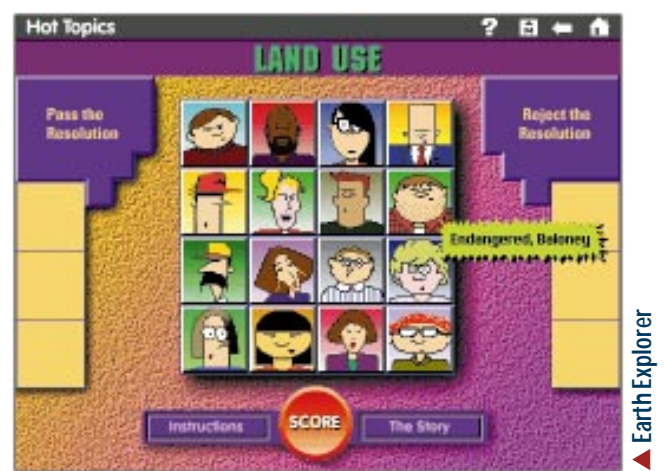 Hot Topics
?
LAND USE
Pass the
Resolution
Reject the
Resolution
Endangered, Baloney
Instructions
SCORE
The Story
Earth Explorer